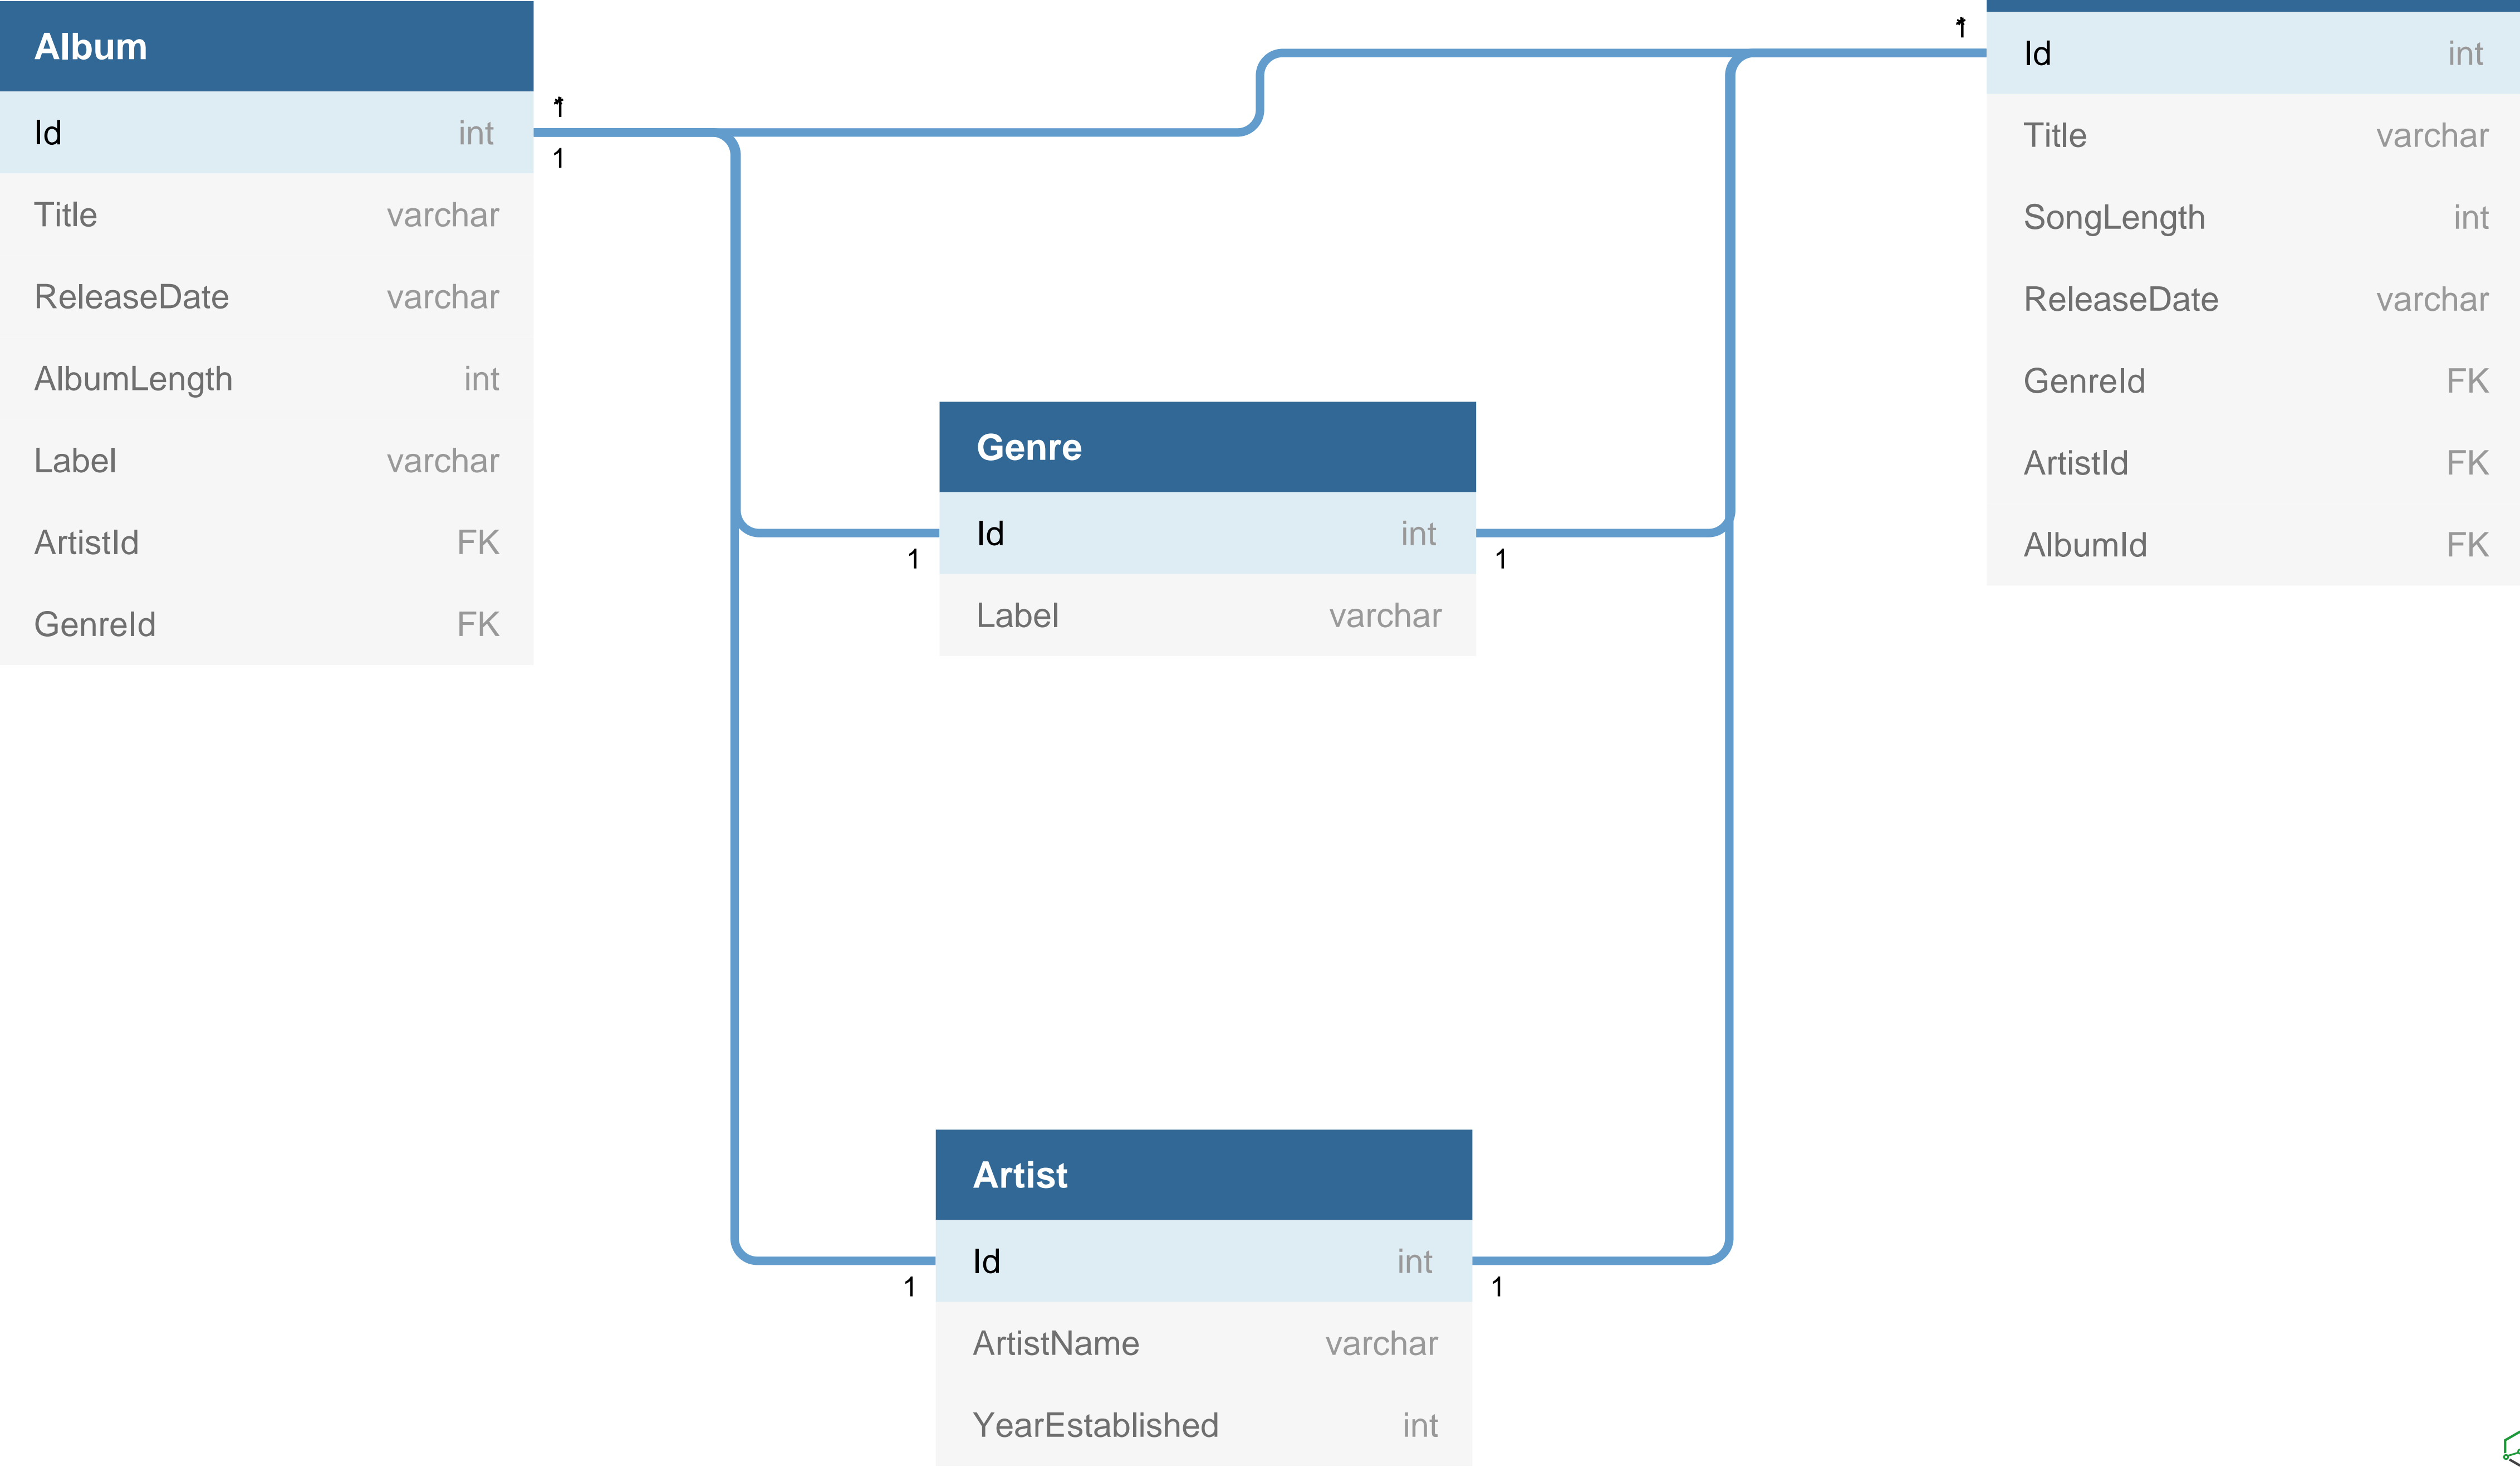 Album
Id int
Title varchar
ReleaseDate varchar
AlbumLength int
Label varchar
ArtistId FK
GenreId FK
1
1
Genre
Id int
Label varchar
1
1
Artist
Id int
ArtistName varchar
YearEstablished int
1
1
Id int
Title varchar
SongLength int
ReleaseDate varchar
GenreId FK
ArtistId FK
AlbumId FK
1